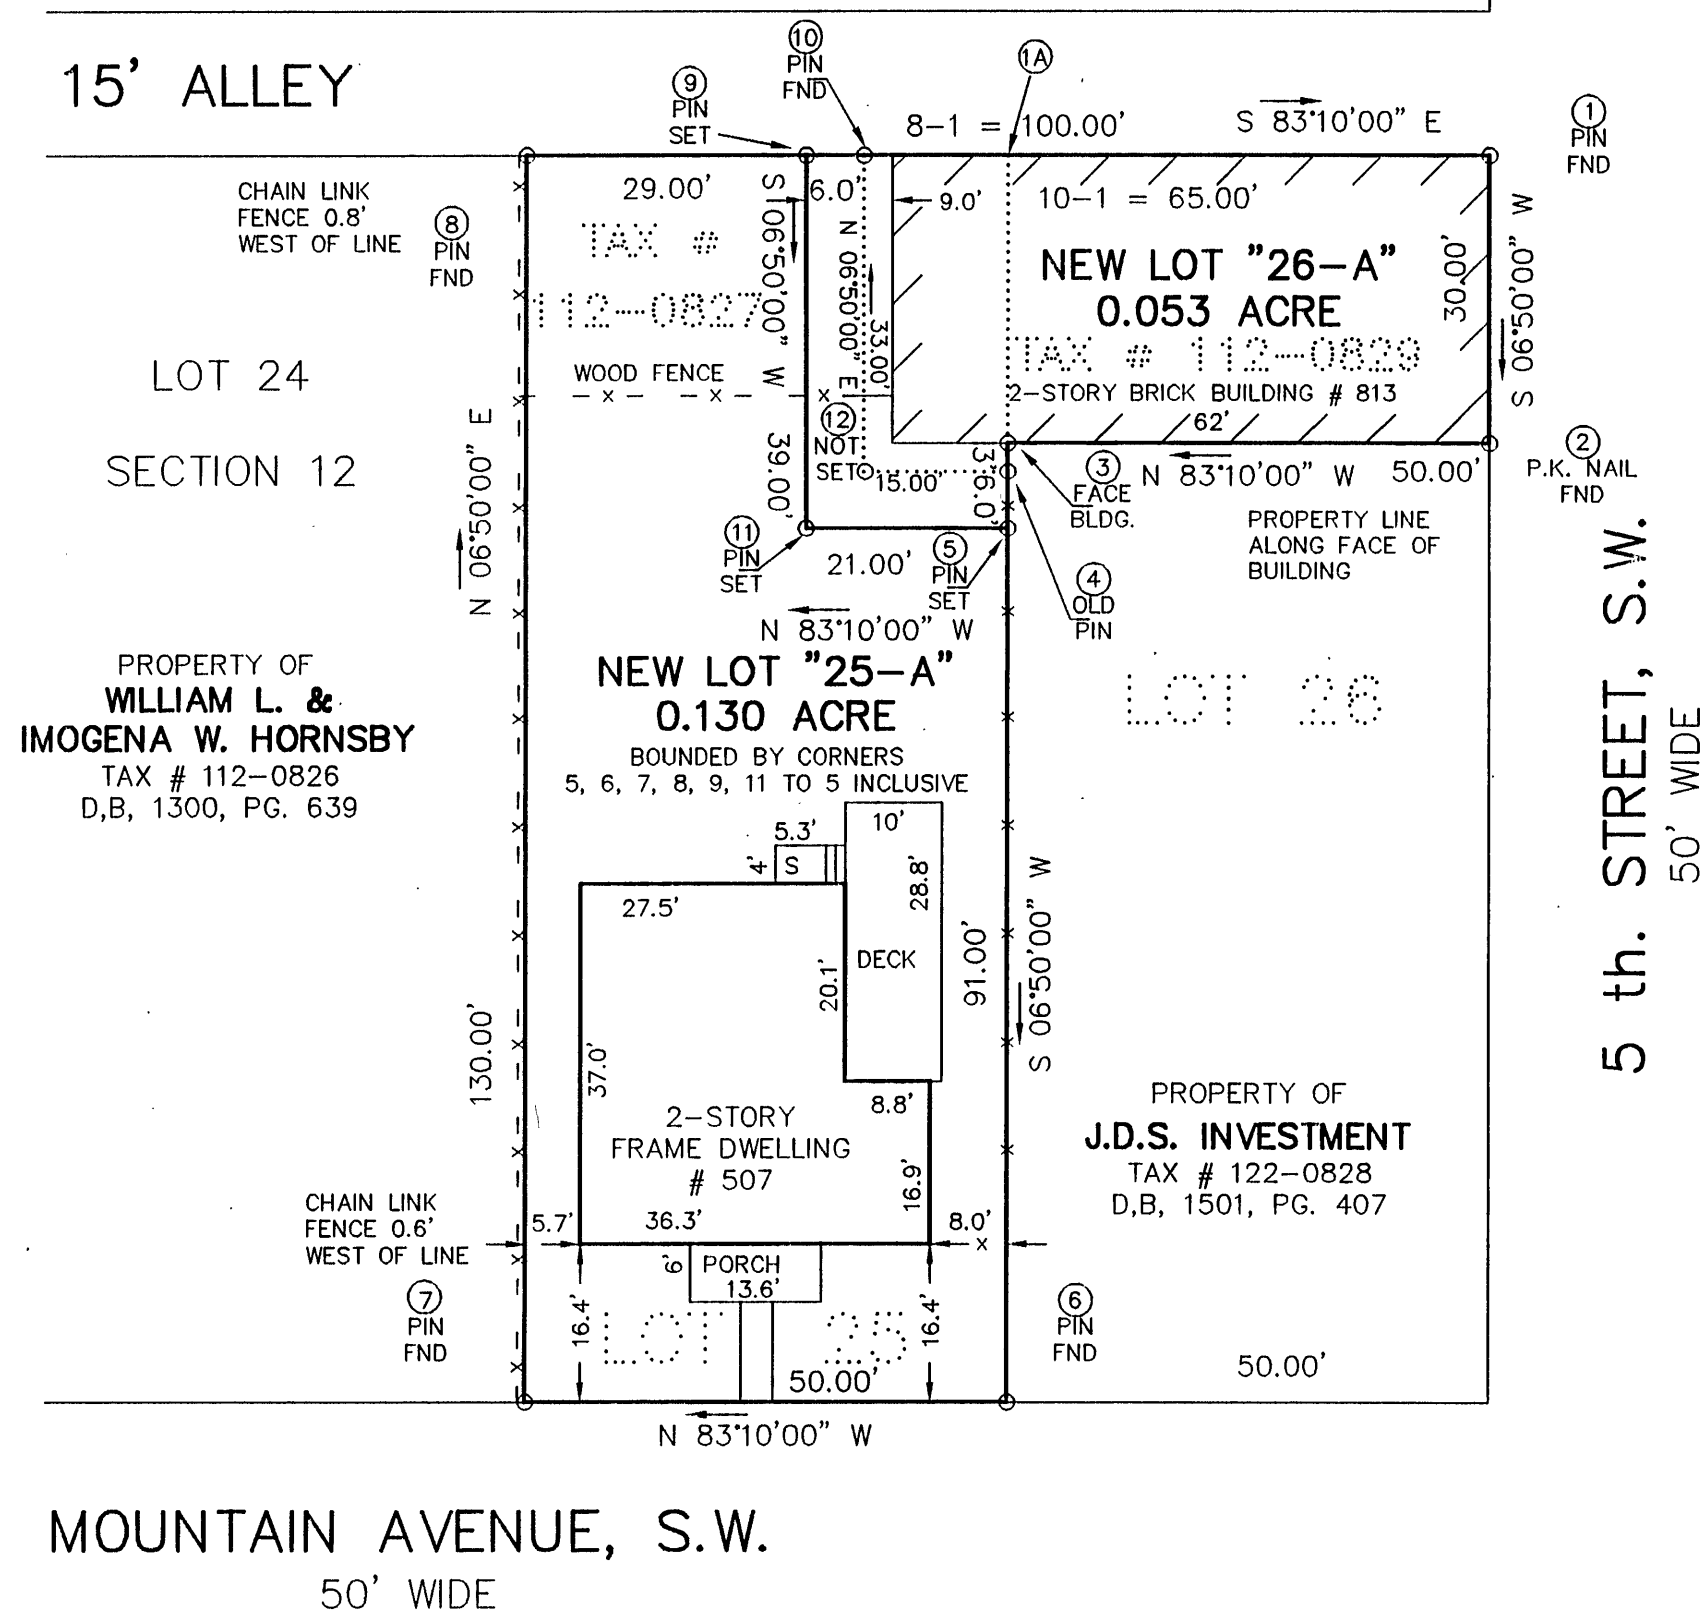 15' ALLEY
10
PIN
FND
9
PIN
SET
1A
8-1 = 100.00'
S 83°10'00" E
1
PIN
FND
CHAIN LINK
FENCE 0.8'
WEST OF LINE
8
PIN
FND
29.00'
TAX #
112-0827
S 06°50'00" W
39.00'
6.0'
N 06°50'00" E
33.00'
9.0'
10-1 = 65.00'
NEW LOT "26-A"
0.053 ACRE
TAX # 112-0829
2-STORY BRICK BUILDING # 813
62'
30.00'
S 06°50'00" W
LOT 24
SECTION 12
N 06°50'00" E
WOOD FENCE
12
NOT
SET
15.00'
3'
6.0'
3
FACE
BLDG.
N 83°10'00" W
50.00'
2
P.K. NAIL
FND
PROPERTY LINE
ALONG FACE OF
BUILDING
11
PIN
SET
21.00'
5
PIN
SET
4
OLD
PIN
N 83°10'00" W
5 th. STREET, S.W.
50' WIDE
PROPERTY OF
WILLIAM L. &
IMOGENA W. HORNSBY
TAX # 112-0826
D,B, 1300, PG. 639
NEW LOT "25-A"
0.130 ACRE
BOUNDED BY CORNERS
5, 6, 7, 8, 9, 11 TO 5 INCLUSIVE
LOT 26
5.3'
4'
S
10'
28.8'
DECK
27.5'
20.1'
91.00'
S 06°50'00" W
130.00'
37.0'
8.8'
2-STORY
FRAME DWELLING
# 507
16.9'
PROPERTY OF
J.D.S. INVESTMENT
TAX # 122-0828
D,B, 1501, PG. 407
CHAIN LINK
FENCE 0.6'
WEST OF LINE
5.7'
36.3'
8.0'
6'
PORCH
13.6'
7
PIN
FND
16.4'
LOT 25
16.4'
6
PIN
FND
50.00'
50.00'
N 83°10'00" W
MOUNTAIN AVENUE, S.W.
50' WIDE